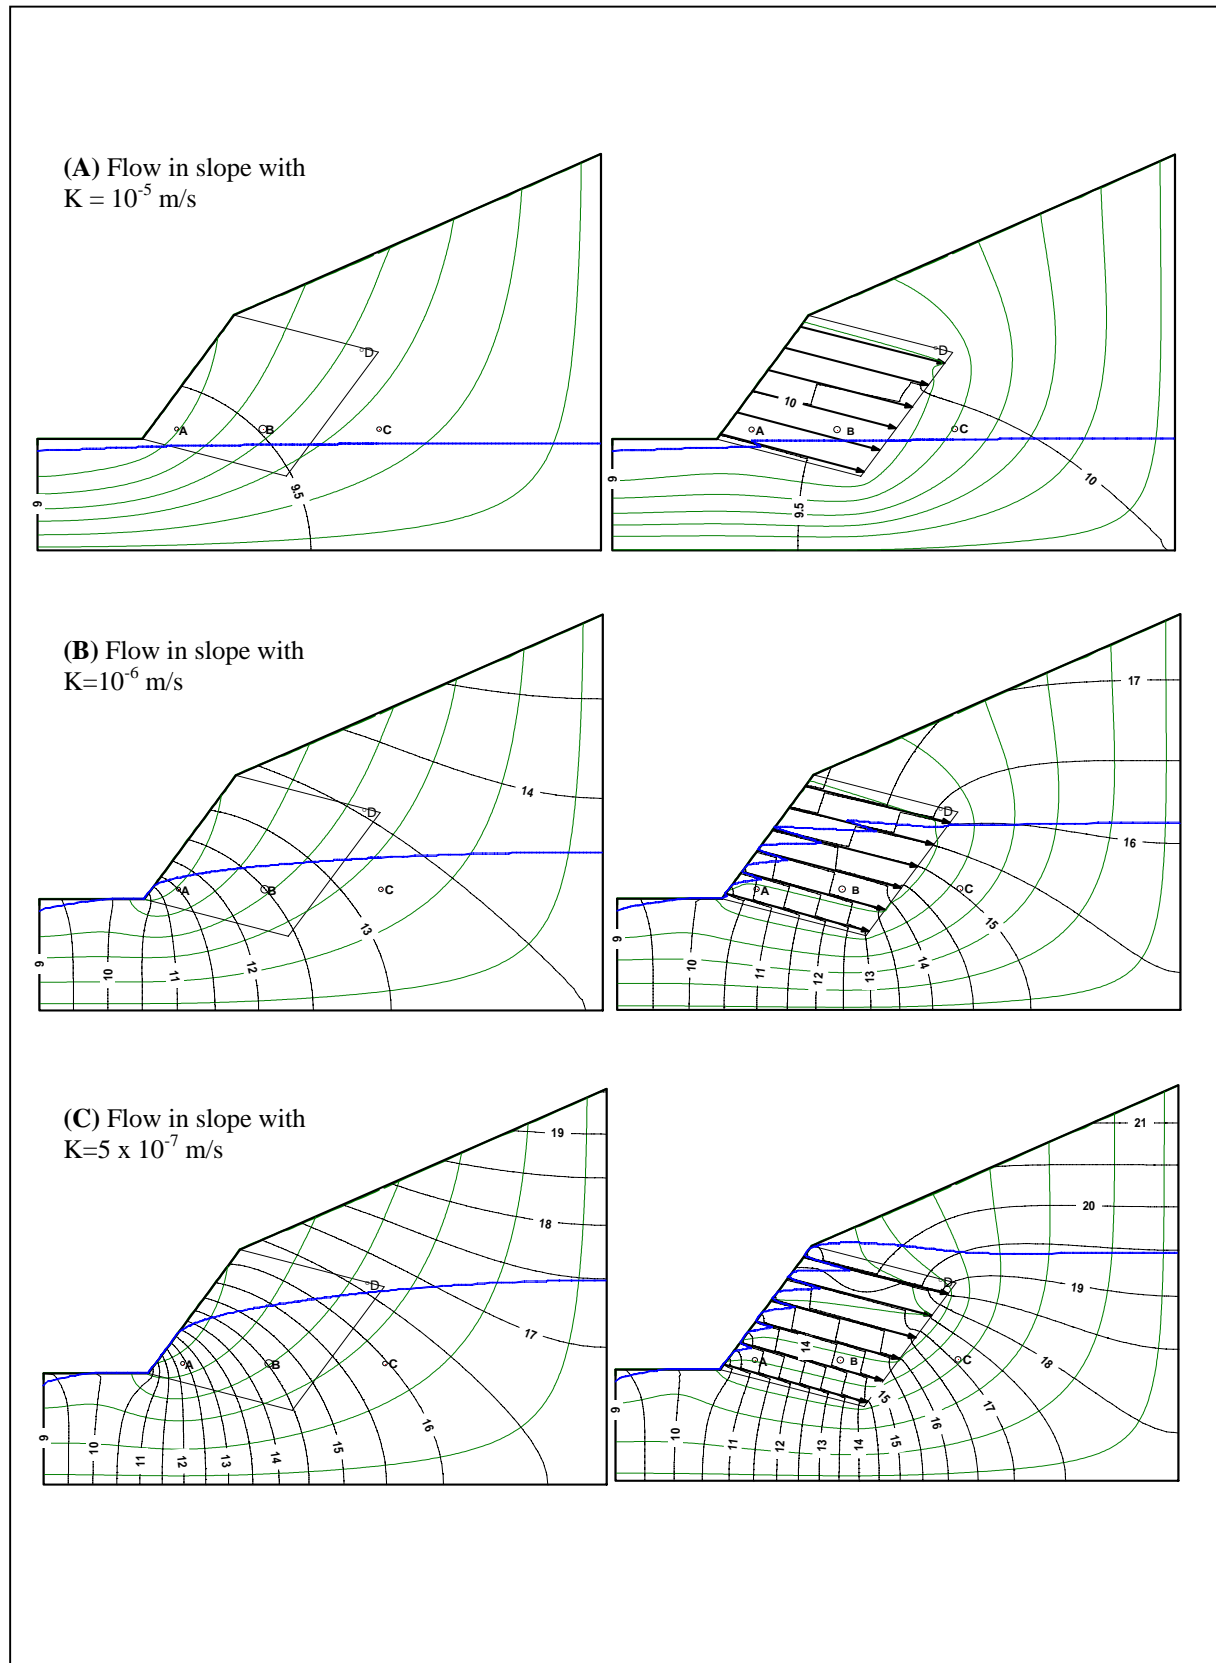 (A) Flow in slope with
K = 10⁻⁵ m/s
D
A
B
C
9
9.5
D
10
A
B
C
9
9.5
10
(B) Flow in slope with
K=10⁻⁶ m/s
14
D
A
B
C
9
10
11
12
13
17
D
16
A
B
C
9
10
11
12
13
14
15
(C) Flow in slope with
K=5 x 10⁻⁷ m/s
19
18
D
17
A
B
C
9
10
11
12
13
14
15
16
21
20
D
19
14
A
B
C
18
15
9
10
11
12
13
14
15
16
17